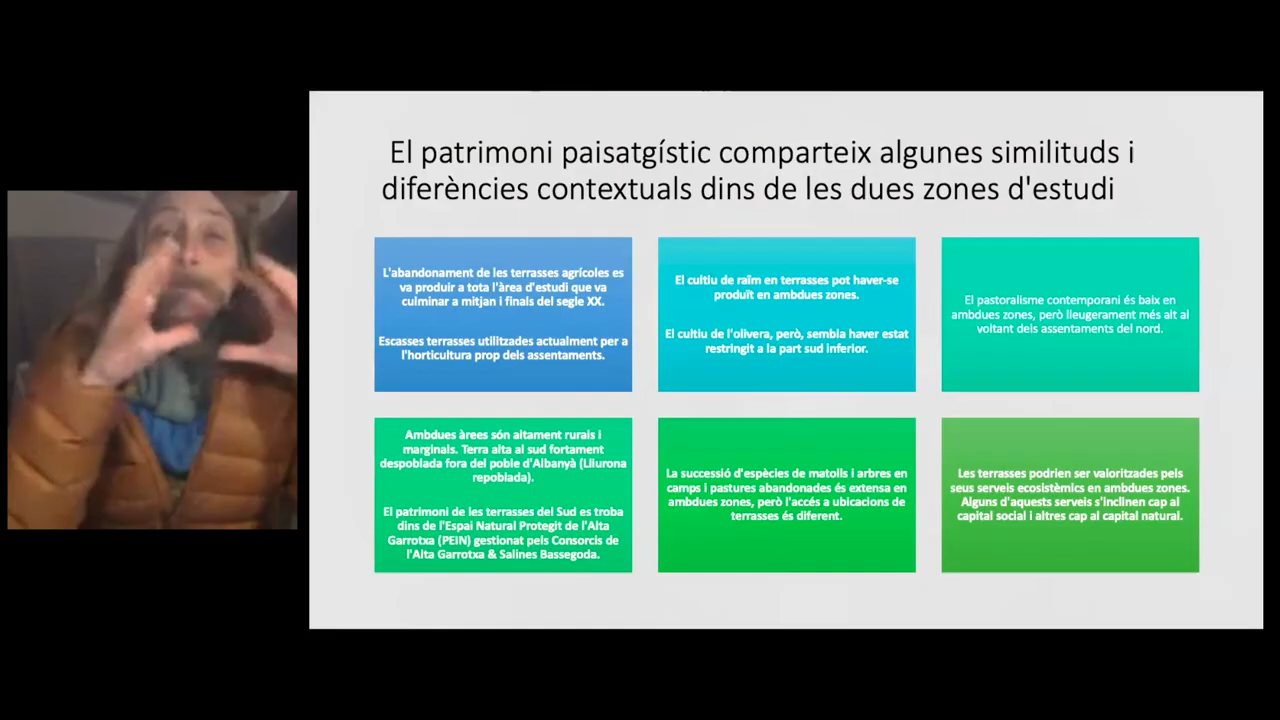 El patrimoni paisatgístic comparteix algunes similituds i
diferències contextuals dins de les dues zones d'estudi
L'abandonament de les terrasses agrícoles es
va produir a tota l'àrea d'estudi que va
culminar a mitjan i finals del segle XX.
Escasses terrasses utilitzades actualment per a
l'horticultura prop dels assentaments.
El cultiu de raïm en terrasses pot haver-se
produït en ambdues zones.
El cultiu de l'olivera, però, sembla haver estat
restringit a la part sud inferior.
El pastoralisme contemporani és baix en
ambdues zones, però lleugerament més alt al
voltant dels assentaments del nord.
Ambdues àrees són altament rurals i
marginals. Terra alta al sud fortament
despoblada fora del poble d'Albanyà (Lliurona
repoblada).
El patrimoni de les terrasses del Sud es troba
dins de l'Espai Natural Protegit de l'Alta
Garrotxa (PEIN) gestionat pels Consorcis de
l'Alta Garrotxa & Salines Bassegoda.
La successió d'espècies de matolls i arbres en
camps i pastures abandonades és extensa en
ambdues zones, però l'accés a ubicacions de
terrasses és diferent.
Les terrasses podrien ser valoritzades pels
seus serveis ecosistèmics en ambdues zones.
Alguns d'aquests serveis s'inclinen cap al
capital social i altres cap al capital natural.